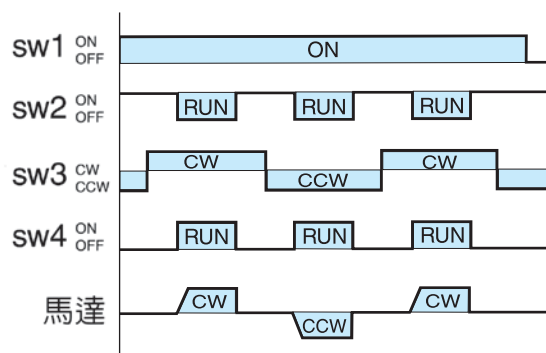 SW1 ON OFF ON
SW2 ON OFF RUN RUN RUN
SW3 CW CCW CW CCW CW
SW4 ON OFF RUN RUN RUN
馬達 CW CCW CW